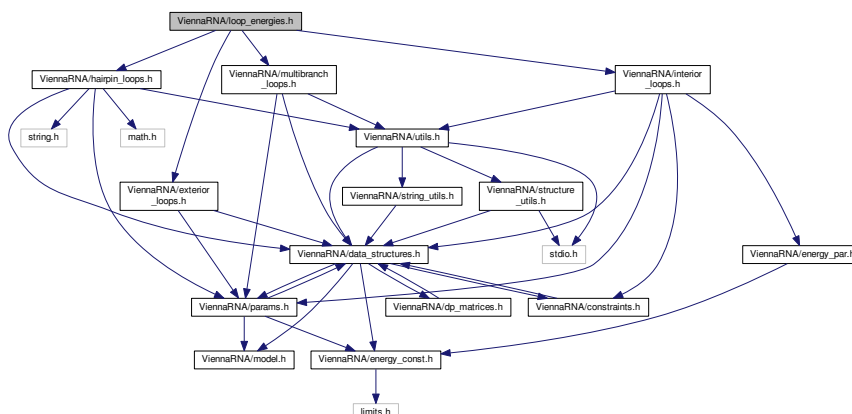 ViennaRNA/loop_energies.h
ViennaRNA/hairpin_loops.h
ViennaRNA/multibranch
_loops.h
ViennaRNA/interior
_loops.h
string.h
math.h
ViennaRNA/utils.h
ViennaRNA/exterior
_loops.h
ViennaRNA/string_utils.h
ViennaRNA/structure
_utils.h
ViennaRNA/data_structures.h
stdio.h
ViennaRNA/energy_par.h
ViennaRNA/params.h
ViennaRNA/dp_matrices.h
ViennaRNA/constraints.h
ViennaRNA/model.h
ViennaRNA/energy_const.h
limits.h